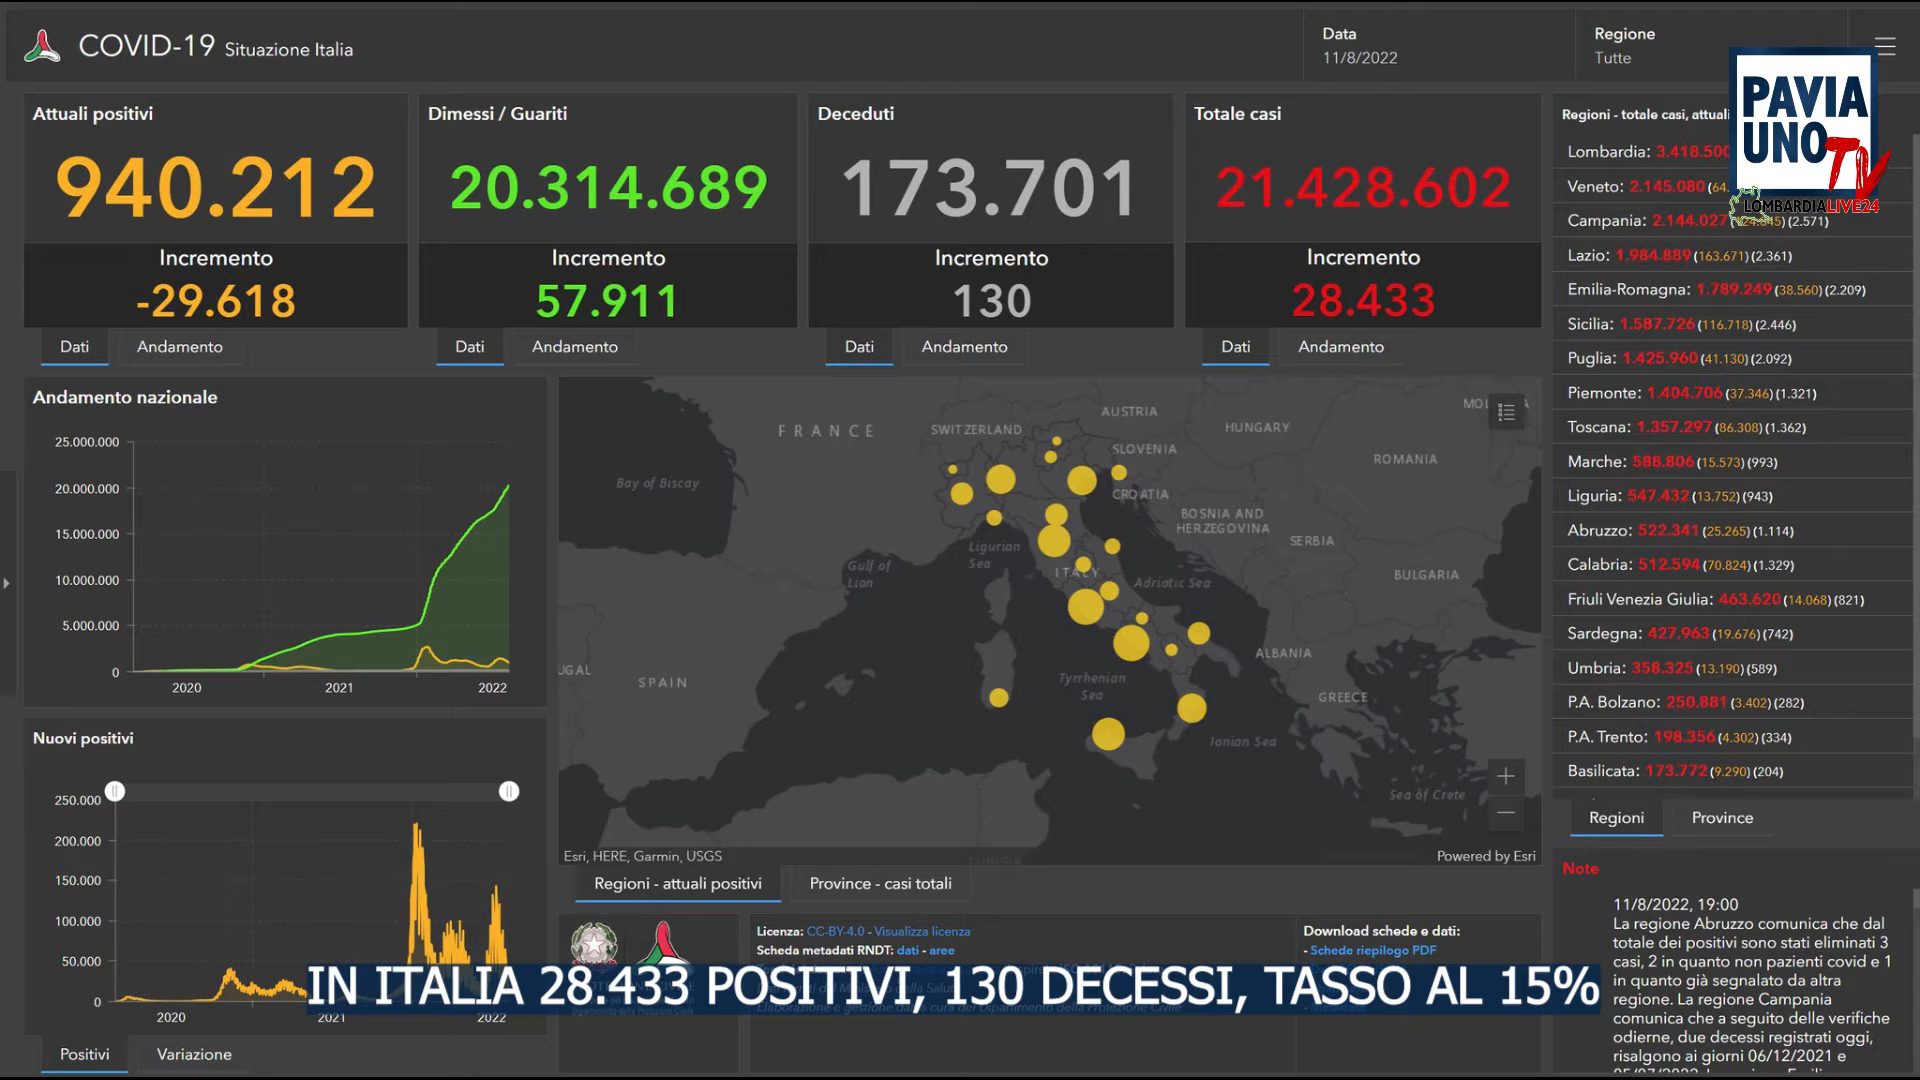 COVID-19 Situazione Italia
Data
11/8/2022
Regione
Tutte
PAVIA
UNO TV
LOMBARDIALIVE24
Attuali positivi
940.212
Incremento
-29.618
Dati
Andamento
Dimessi / Guariti
20.314.689
Incremento
57.911
Dati
Andamento
Deceduti
173.701
Incremento
130
Dati
Andamento
Totale casi
21.428.602
Incremento
28.433
Dati
Andamento
Regioni - totale casi, attuali
Lombardia: 3.418.500
Veneto: 2.145.080 (64.
Campania: 2.144.027 (2.571)
Lazio: 1.984.889 (163.671) (2.361)
Emilia-Romagna: 1.789.249 (38.560) (2.209)
Sicilia: 1.587.726 (116.718) (2.446)
Puglia: 1.425.960 (41.130) (2.092)
Piemonte: 1.404.706 (37.346) (1.321)
Toscana: 1.357.297 (86.308) (1.362)
Marche: 588.806 (15.573) (993)
Liguria: 547.432 (13.752) (943)
Abruzzo: 522.341 (25.265) (1.114)
Calabria: 512.594 (70.824) (1.329)
Friuli Venezia Giulia: 463.620 (14.068) (821)
Sardegna: 427.963 (19.676) (742)
Umbria: 358.325 (13.190) (589)
P.A. Bolzano: 250.881 (3.402) (282)
P.A. Trento: 198.356 (4.302) (334)
Basilicata: 173.772 (9.290) (204)
Regioni
Province
Andamento nazionale
25.000.000
20.000.000
15.000.000
10.000.000
5.000.000
0
2020
2021
2022
Nuovi positivi
250.000
200.000
150.000
100.000
50.000
0
2020
2021
2022
Positivi
Variazione
FRANCE
SWITZERLAND
AUSTRIA
HUNGARY
SLOVENIA
ROMANIA
CROATIA
Bay of Biscay
BOSNIA AND
HERZEGOVINA
SERBIA
Ligurian
Sea
Gulf of
Lion
ITALY
Adriatic Sea
BULGARIA
UGAL
SPAIN
ALBANIA
Tyrrhenian
Sea
GREECE
Ionian Sea
Sea of Crete
Esri, HERE, Garmin, USGS
Powered by Esri
Regioni - attuali positivi
Province - casi totali
Licenza: CC-BY-4.0 - Visualizza licenza
Scheda metadati RNDT: dati - aree
Elaborazione e gestione dati a cura del Dipartimento della Protezione Civile
Download schede e dati:
- Schede riepilogo PDF
IN ITALIA 28.433 POSITIVI, 130 DECESSI, TASSO AL 15%
Note
11/8/2022, 19:00
La regione Abruzzo comunica che dal
totale dei positivi sono stati eliminati 3
casi, 2 in quanto non pazienti covid e 1
in quanto già segnalato da altra
regione. La regione Campania
comunica che a seguito delle verifiche
odierne, due decessi registrati oggi,
risalgono ai giorni 06/12/2021 e